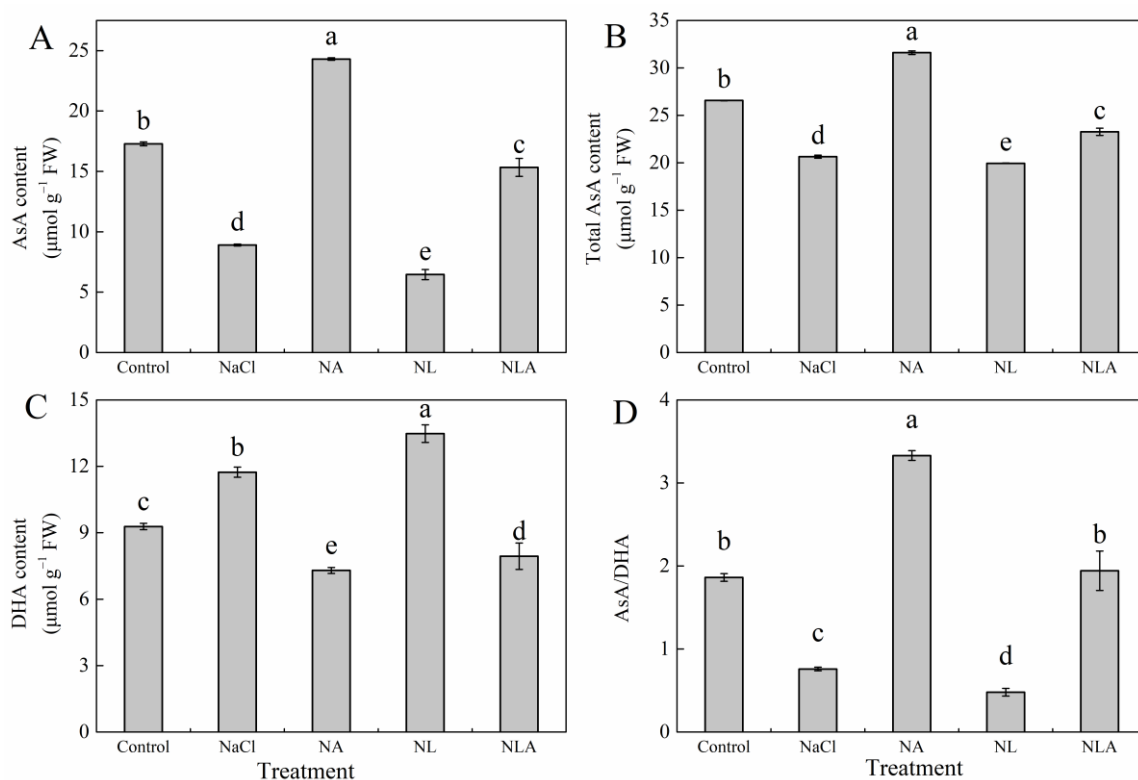 A
AsA content
(μmol g⁻¹ FW)
25
20
15
10
5
0
b
d
a
e
c
Control NaCl NA NL NLA
B
Total AsA content
(μmol g⁻¹ FW)
35
30
25
20
15
10
5
0
b
d
a
e
c
Control NaCl NA NL NLA
C
DHA content
(μmol g⁻¹ FW)
15
12
9
6
3
0
c
b
e
a
d
Control NaCl NA NL NLA
Treatment
D
AsA/DHA
4
3
2
1
0
b
c
a
d
b
Control NaCl NA NL NLA
Treatment